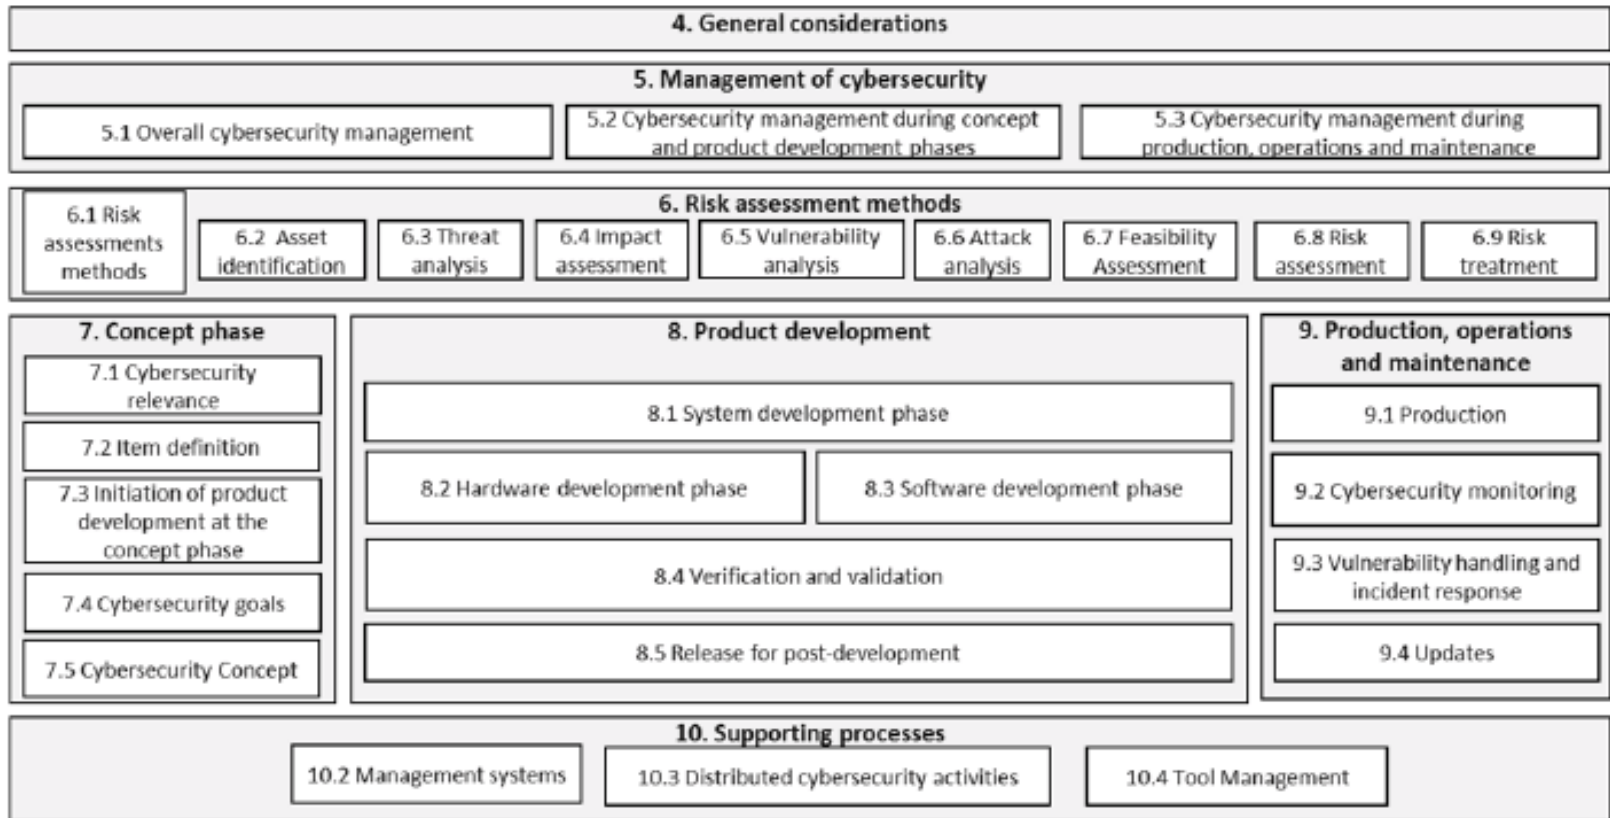 4. General considerations
5. Management of cybersecurity
5.1 Overall cybersecurity management
5.2 Cybersecurity management during concept
and product development phases
5.3 Cybersecurity management during
production, operations and maintenance
6. Risk assessment methods
6.1 Risk
assessments
methods
6.2 Asset
identification
6.3 Threat
analysis
6.4 Impact
assessment
6.5 Vulnerability
analysis
6.6 Attack
analysis
6.7 Feasibility
Assessment
6.8 Risk
assessment
6.9 Risk
treatment
7. Concept phase
7.1 Cybersecurity
relevance
7.2 Item definition
7.3 Initiation of product
development at the
concept phase
7.4 Cybersecurity goals
7.5 Cybersecurity Concept
8. Product development
8.1 System development phase
8.2 Hardware development phase
8.3 Software development phase
8.4 Verification and validation
8.5 Release for post-development
9. Production, operations
and maintenance
9.1 Production
9.2 Cybersecurity monitoring
9.3 Vulnerability handling and
incident response
9.4 Updates
10. Supporting processes
10.2 Management systems
10.3 Distributed cybersecurity activities
10.4 Tool Management